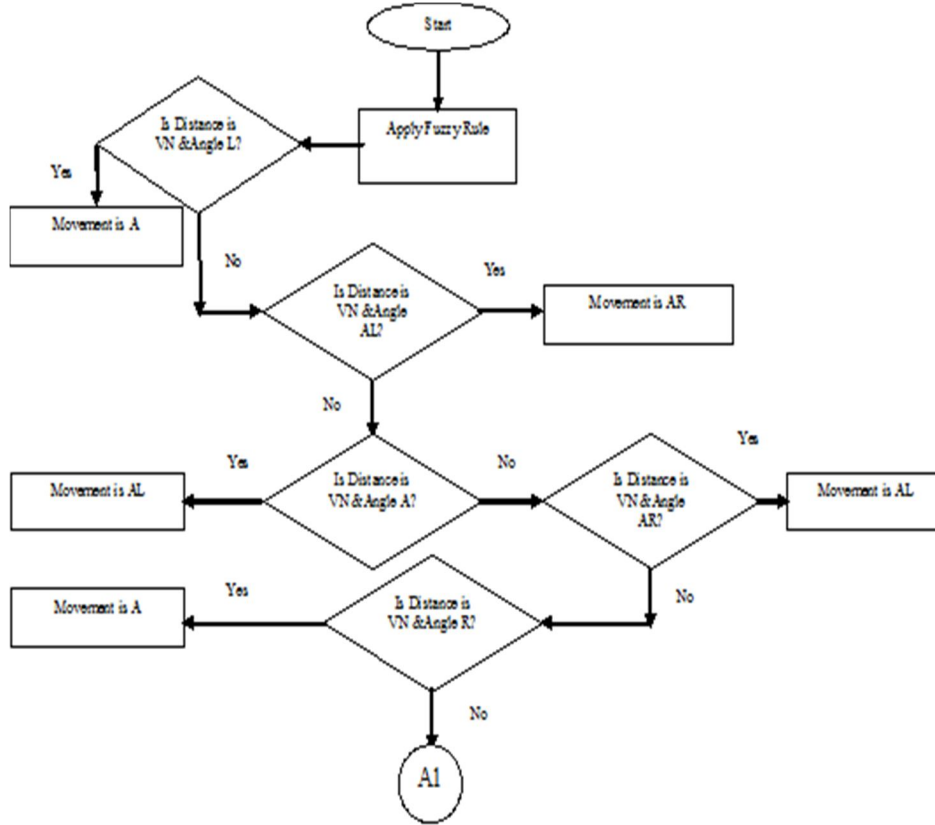 Start
Apply Fuzzy Rule
Is Distance is
VN &Angle L?
Yes
Movement is A
No
Is Distance is
VN &Angle
AL?
Yes
Movement is AR
No
Is Distance is
VN &Angle A?
Yes
Movement is AL
No
Is Distance is
VN &Angle
AR?
Yes
Movement is AL
No
Is Distance is
VN &Angle R?
Yes
Movement is A
No
A1